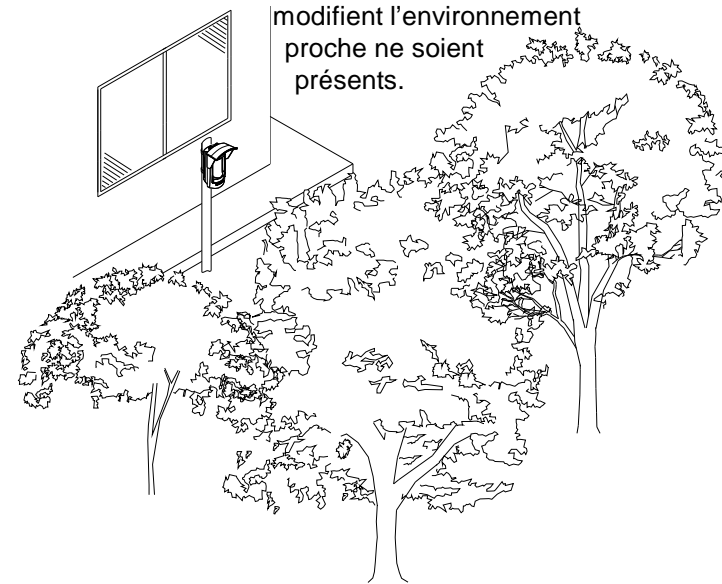 modifient l’environnement
proche ne soient
présents.